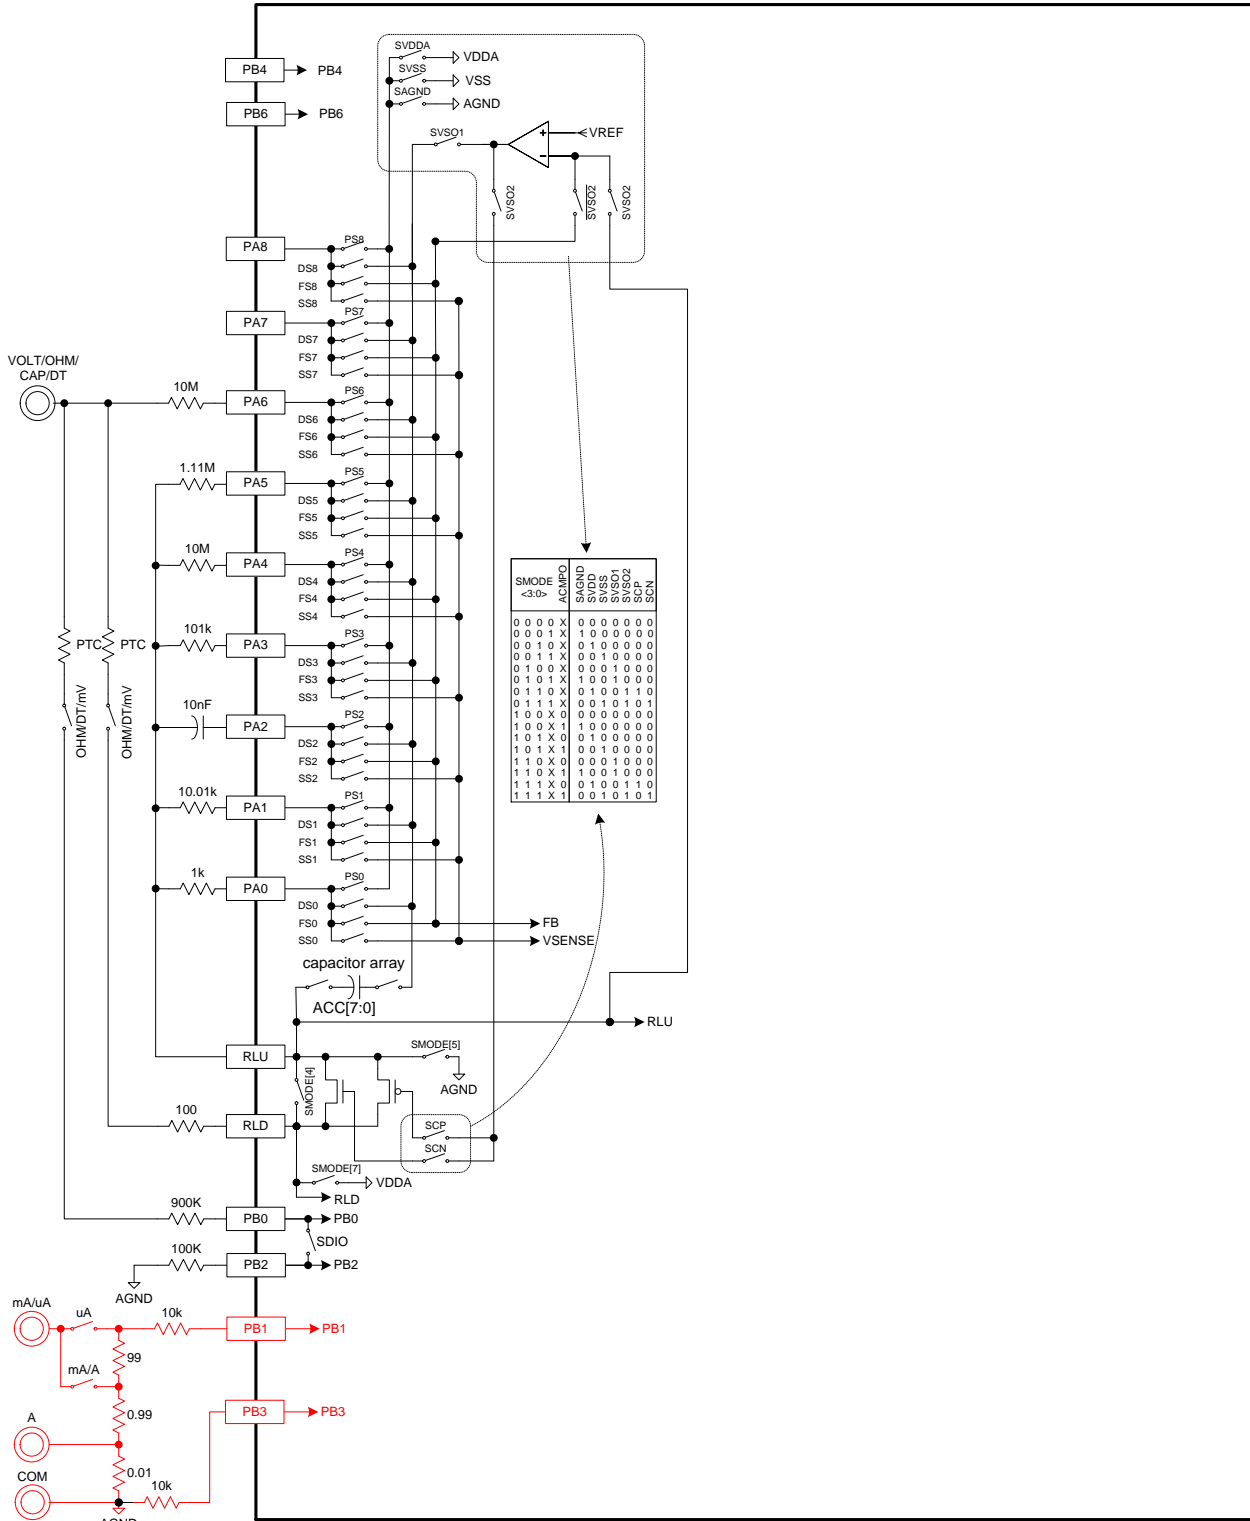 SVDDA
VDDA
SVSS
VSS
SAGND
AGND
PB4
PB4
PB6
PB6
SVSO1
+
VREF
−
SVSO2
SVSO2
SVSO2
PA8
PS8
DS8
FS8
SS8
PA7
PS7
DS7
FS7
SS7
VOLT/OHM/
CAP/DT
10M
PA6
PS6
DS6
FS6
SS6
1.11M
PA5
PS5
DS5
FS5
SS5
10M
PA4
PS4
DS4
FS4
SS4
101k
PA3
PS3
DS3
FS3
SS3
PTC
PTC
OHM/DT/mV
OHM/DT/mV
10nF
PA2
PS2
DS2
FS2
SS2
10.01k
PA1
PS1
DS1
FS1
SS1
1k
PA0
PS0
DS0
FS0
SS0
FB
VSENSE
SMODE
<3:0>
ACMPO
SAGND
SVDD
SVSS
SVSO1
SVSO2
SCP
SCN
0 0 0 0 X 0 0 0 0 0 0 0
0 0 0 1 X 1 0 0 0 0 0 0
0 0 1 0 X 0 1 0 0 0 0 0
0 0 1 1 X 0 0 1 0 0 0 0
0 1 0 0 X 0 0 0 1 0 0 0
0 1 0 1 X 1 0 0 1 0 0 0
0 1 1 0 X 0 1 0 0 1 1 0
0 1 1 1 X 0 0 1 0 1 0 1
1 0 0 X 0 0 0 0 0 0 0 0
1 0 0 X 1 1 0 0 0 0 0 0
1 0 1 X 0 0 1 0 0 0 0 0
1 0 1 X 1 0 0 1 0 0 0 0
1 1 0 X 0 0 0 0 1 0 0 0
1 1 0 X 1 1 0 0 1 0 0 0
1 1 1 X 0 0 1 0 0 1 1 0
1 1 1 X 1 0 0 1 0 1 0 1
capacitor array
ACC[7:0]
RLU
RLU
SMODE[5]
AGND
SMODE[4]
100
RLD
SCP
SCN
SMODE[7]
VDDA
RLD
900K
PB0
PB0
SDIO
100K
PB2
PB2
AGND
mA/uA
uA
10k
PB1
PB1
99
mA/A
0.99
PB3
PB3
A
0.01
COM
10k
AGND